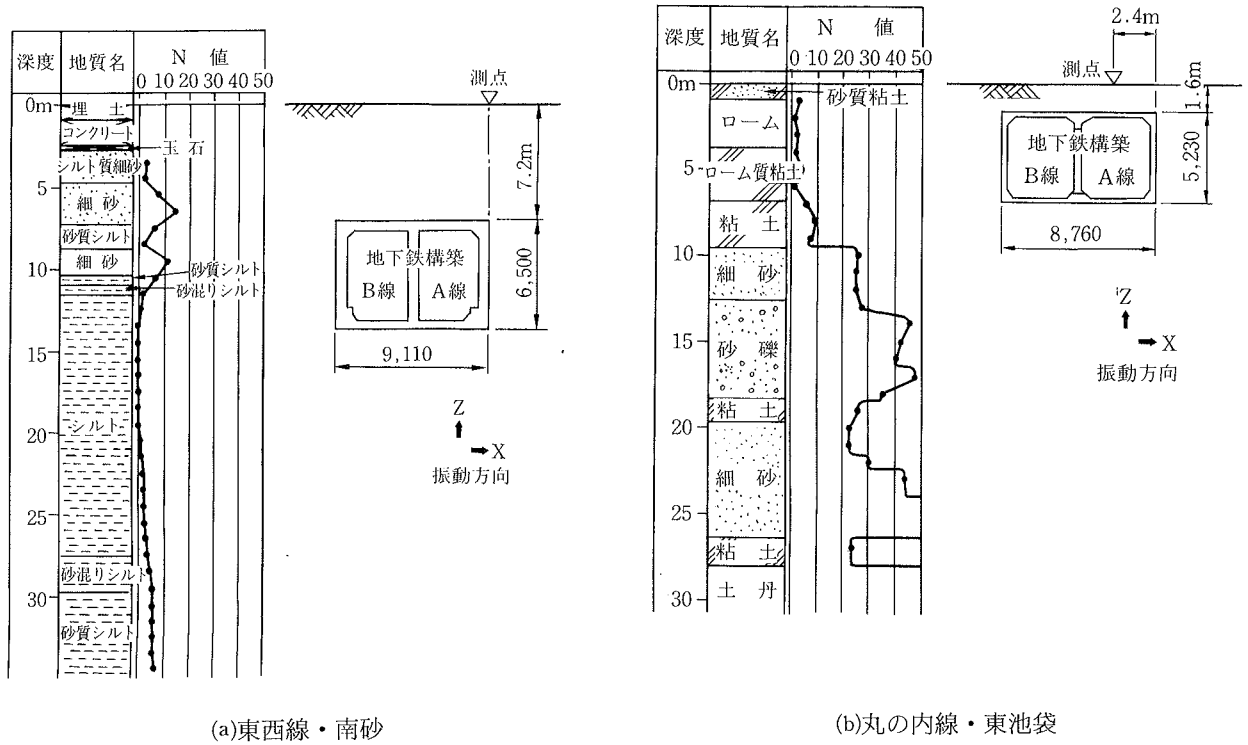 深度 地質名 N 値
0 10 20 30 40 50
0m 埋土
コンクリート
玉石
シルト質細砂
5
細砂
砂質シルト
細砂
10
砂質シルト
砂混りシルト
15
シルト
20
25
砂混りシルト
30
砂質シルト
測点
7.2m
地下鉄構築
B線 A線
6,500
9,110
Z
X
振動方向
(a)東西線・南砂
深度 地質名 N 値
0 10 20 30 40 50
0m
砂質粘土
ローム
5
ローム質粘土
粘土
10
細砂
15
砂礫
粘土
20
細砂
25
粘土
土丹
30
2.4m
測点
1.6m
地下鉄構築
B線 A線
5,230
8,760
Z
X
振動方向
(b)丸の内線・東池袋